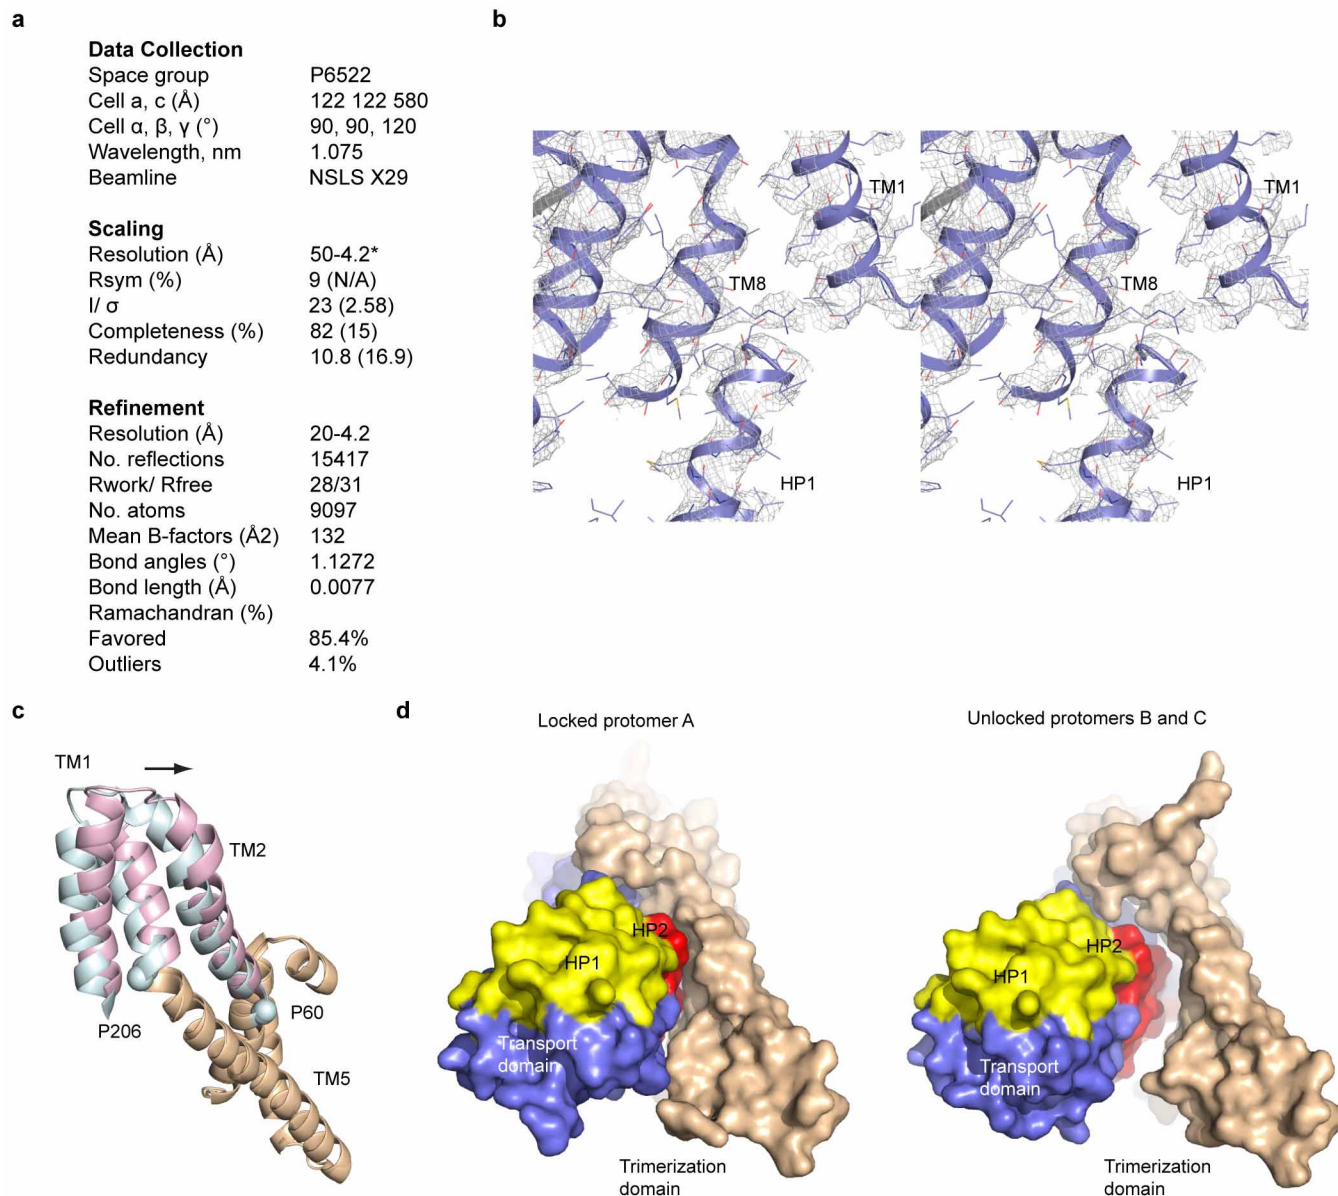 a
Data Collection
Space group P6522
Cell a, c (Å) 122 122 580
Cell α, β, γ (°) 90, 90, 120
Wavelength, nm 1.075
Beamline NSLS X29
Scaling
Resolution (Å) 50-4.2*
Rsym (%) 9 (N/A)
I/ σ 23 (2.58)
Completeness (%) 82 (15)
Redundancy 10.8 (16.9)
Refinement
Resolution (Å) 20-4.2
No. reflections 15417
Rwork/ Rfree 28/31
No. atoms 9097
Mean B-factors (Å2) 132
Bond angles (°) 1.1272
Bond length (Å) 0.0077
Ramachandran (%)
Favored 85.4%
Outliers 4.1%
b
TM1
TM8
HP1
TM1
TM8
HP1
c
TM1
TM2
P206
P60
TM5
d
Locked protomer A
HP2
HP1
Transport
domain
Trimerization
domain
Unlocked protomers B and C
HP2
HP1
Transport
domain
Trimerization
domain